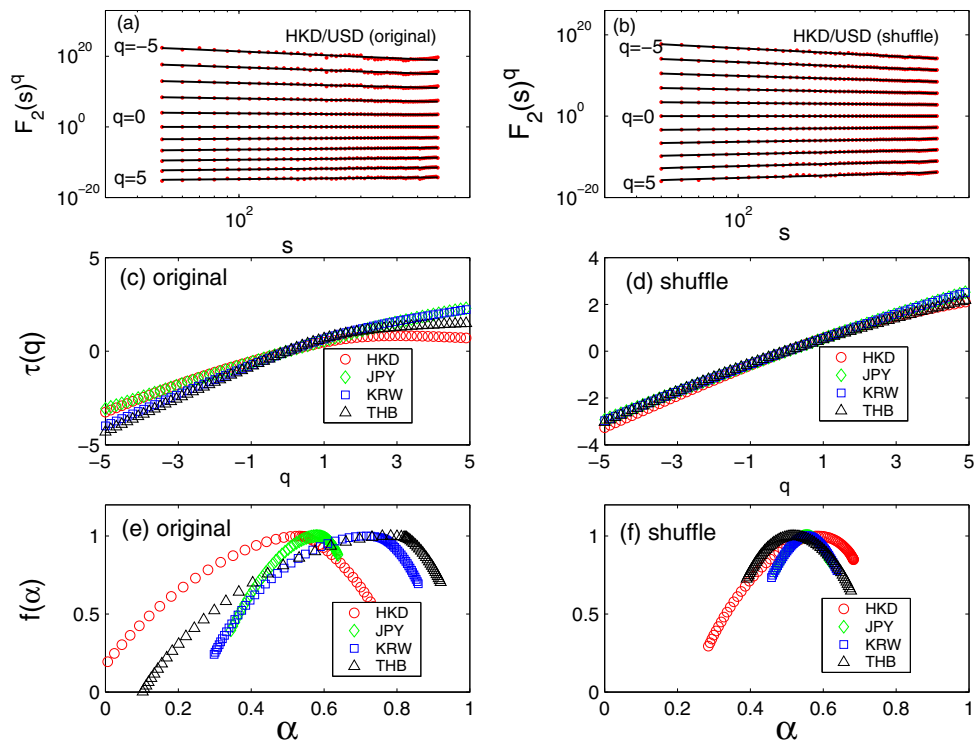 (a)
HKD/USD (original)
10^20
q=−5
q=0
10^0
q=5
10^−20
F2(s)^q
10^2
s
(b)
HKD/USD (shuffle)
10^20
q=−5
q=0
10^0
q=5
10^−20
F2(s)^q
10^2
s
(c) original
5
0
−5
τ(q)
HKD
JPY
KRW
THB
−5 −3 −1 1 3 5
q
(d) shuffle
4
2
0
−2
−4
HKD
JPY
KRW
THB
−5 −3 −1 1 3 5
q
(e) original
1
0.5
0
f(α)
HKD
JPY
KRW
THB
0 0.2 0.4 0.6 0.8 1
α
(f) shuffle
1
0.5
0
HKD
JPY
KRW
THB
0 0.2 0.4 0.6 0.8 1
α